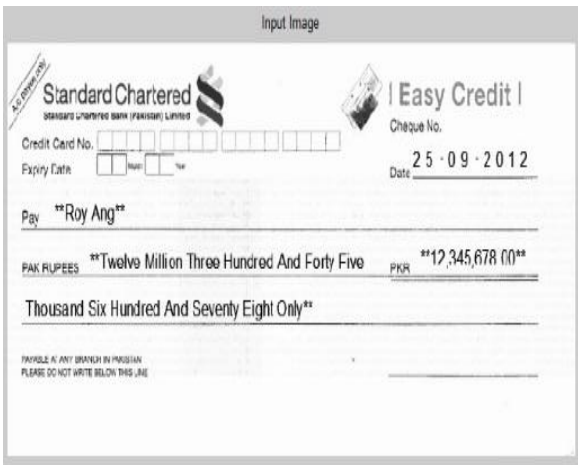 Input Image
A/C payee only
Standard Chartered
Standard Chartered Bank (Pakistan) Limited
| Easy Credit |
Cheque No.
Credit Card No.
Expiry Date Month Year
Date 25-09-2012
Pay **Roy Ang**
PAK RUPEES **Twelve Million Three Hundred And Forty Five PKR **12,345,678.00**
Thousand Six Hundred And Seventy Eight Only**
PAYABLE AT ANY BRANCH IN PAKISTAN
PLEASE DO NOT WRITE BELOW THIS LINE